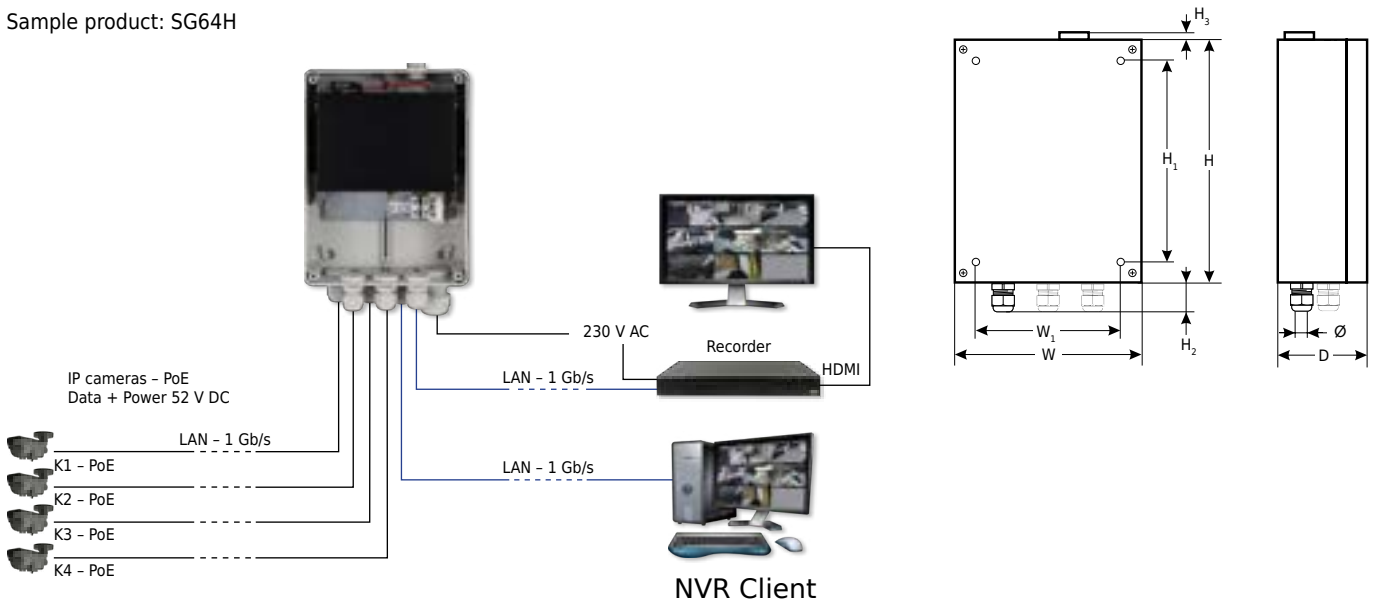 Sample product: SG64H
H3
H1
H
W1
W
H2
Ø
D
230 V AC
Recorder
HDMI
LAN – 1 Gb/s
IP cameras – PoE
Data + Power 52 V DC
LAN – 1 Gb/s
K1 – PoE
K2 – PoE
K3 – PoE
K4 – PoE
LAN – 1 Gb/s
NVR Client